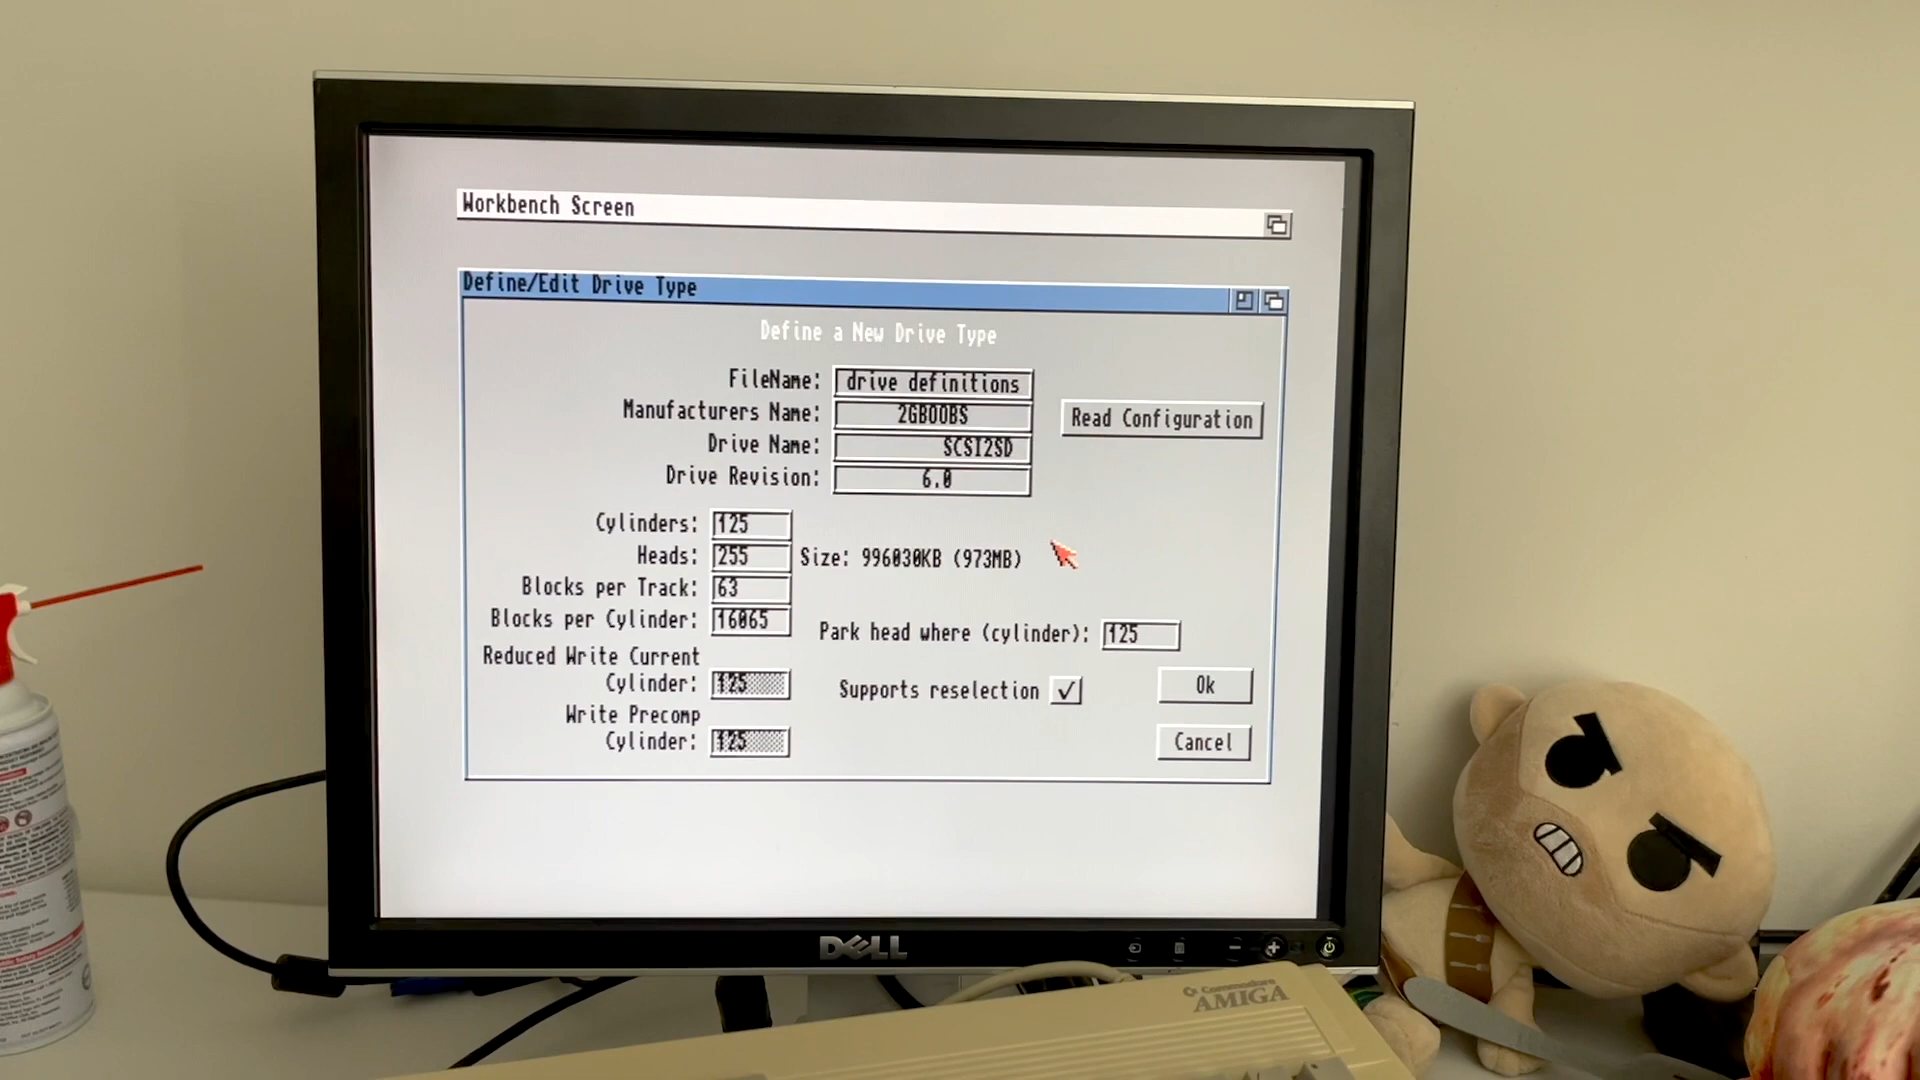 Workbench Screen
Define/Edit Drive Type
Define a New Drive Type
FileName: drive definitions
Manufacturers Name: 2GBOOBS
Read Configuration
Drive Name: SCSI2SD
Drive Revision: 6.0
Cylinders: 125
Heads: 255 Size: 996030KB (973MB)
Blocks per Track: 63
Blocks per Cylinder: 16065
Park head where (cylinder): 125
Reduced Write Current
Cylinder: 125
Supports reselection
Ok
Write Precomp
Cylinder: 125
Cancel
DELL
Commodore
AMIGA